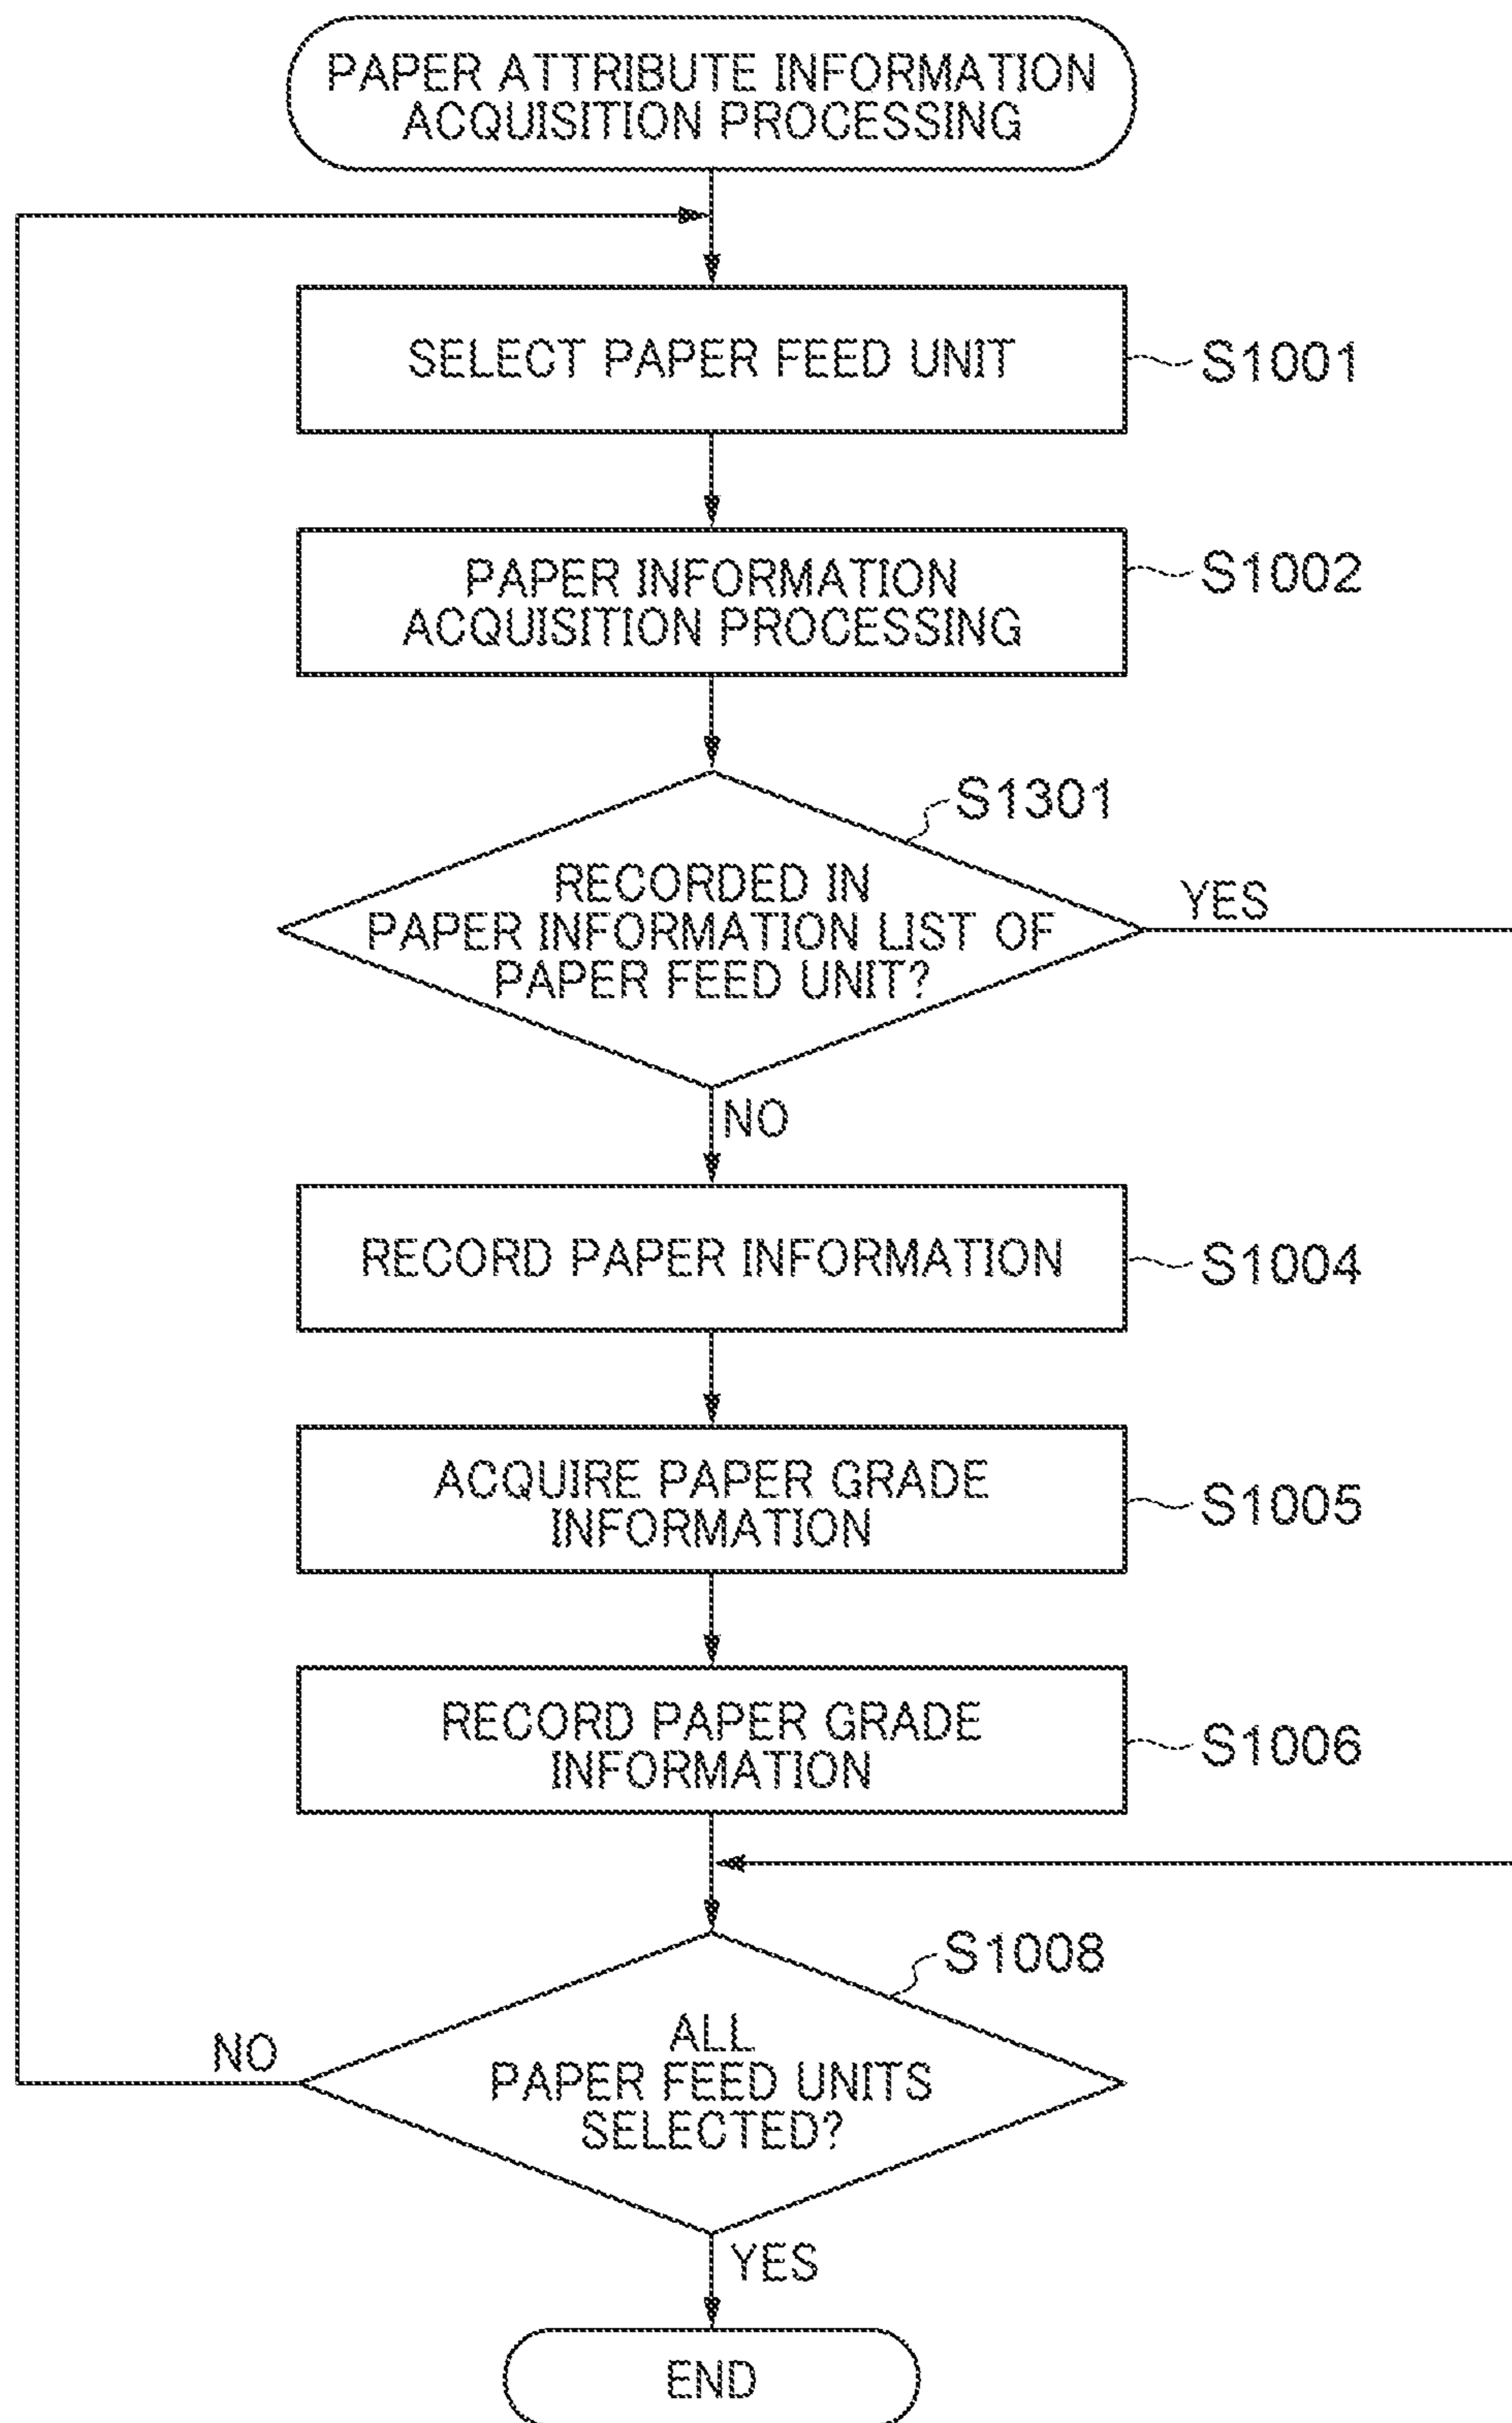 PAPER ATTRIBUTE INFORMATION
ACQUISITION PROCESSING
SELECT PAPER FEED UNIT
S1001
PAPER INFORMATION
ACQUISITION PROCESSING
S1002
S1301
RECORDED IN
PAPER INFORMATION LIST OF
PAPER FEED UNIT?
YES
NO
RECORD PAPER INFORMATION
S1004
ACQUIRE PAPER GRADE
INFORMATION
S1005
RECORD PAPER GRADE
INFORMATION
S1006
S1008
ALL
PAPER FEED UNITS
SELECTED?
NO
YES
END